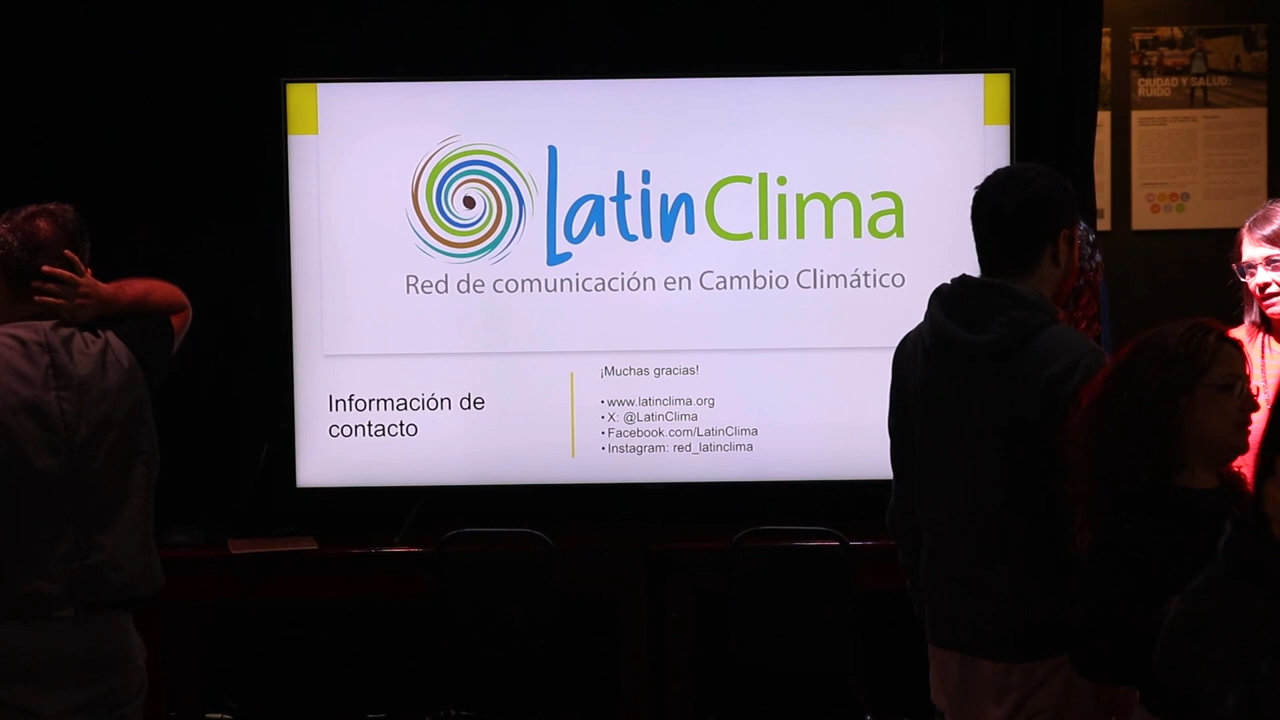 LatinClima
Red de comunicación en Cambio Climático
Información de
contacto
¡Muchas gracias!
• www.latinclima.org
• X: @LatinClima
• Facebook.com/LatinClima
• Instagram: red_latinclima
CIUDAD Y SALUD:
RUIDO